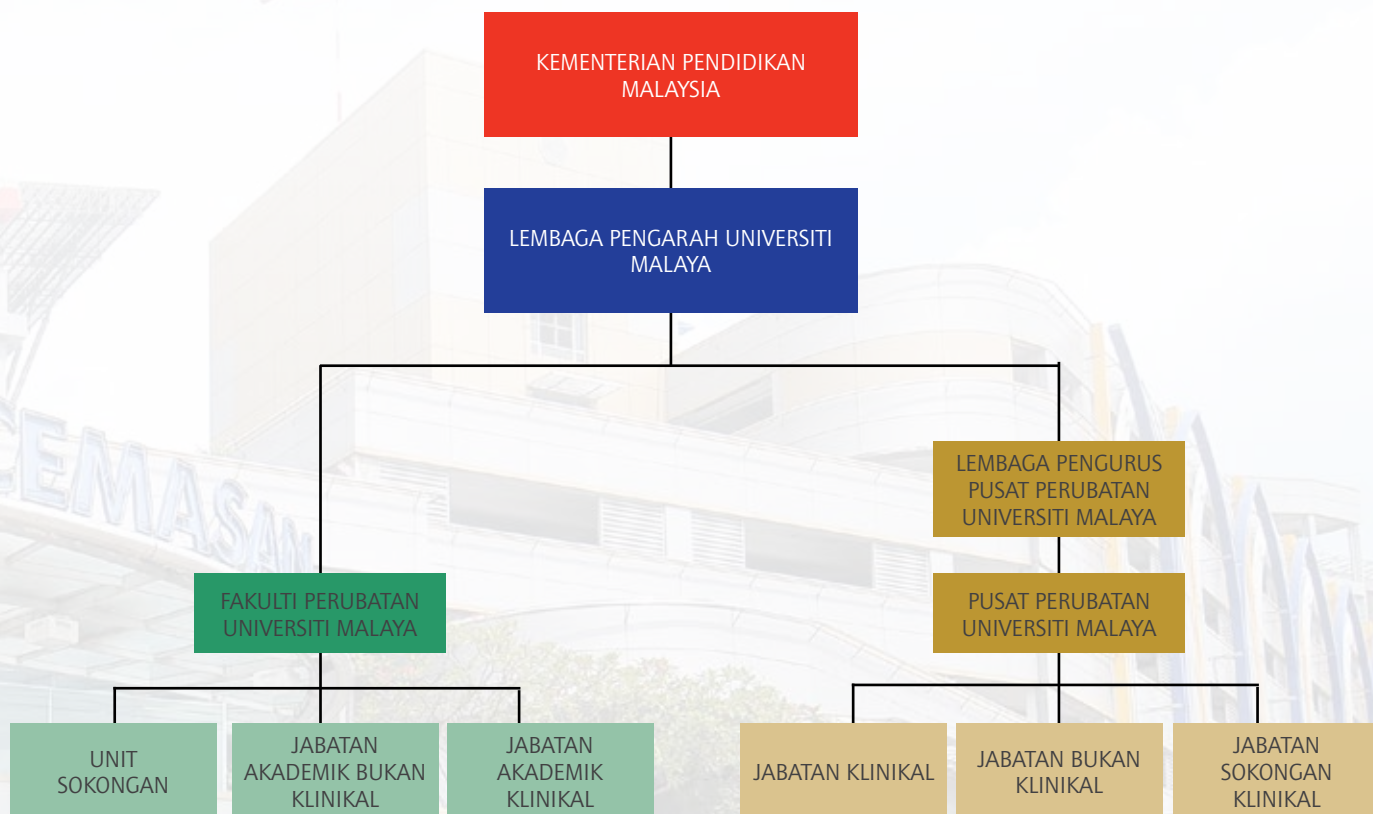 KEMENTERIAN PENDIDIKAN
MALAYSIA
LEMBAGA PENGARAH UNIVERSITI
MALAYA
LEMBAGA PENGURUS
PUSAT PERUBATAN
UNIVERSITI MALAYA
FAKULTI PERUBATAN
UNIVERSITI MALAYA
PUSAT PERUBATAN
UNIVERSITI MALAYA
UNIT
SOKONGAN
JABATAN
AKADEMIK BUKAN
KLINIKAL
JABATAN
AKADEMIK
KLINIKAL
JABATAN KLINIKAL
JABATAN BUKAN
KLINIKAL
JABATAN
SOKONGAN
KLINIKAL
CEMASAN